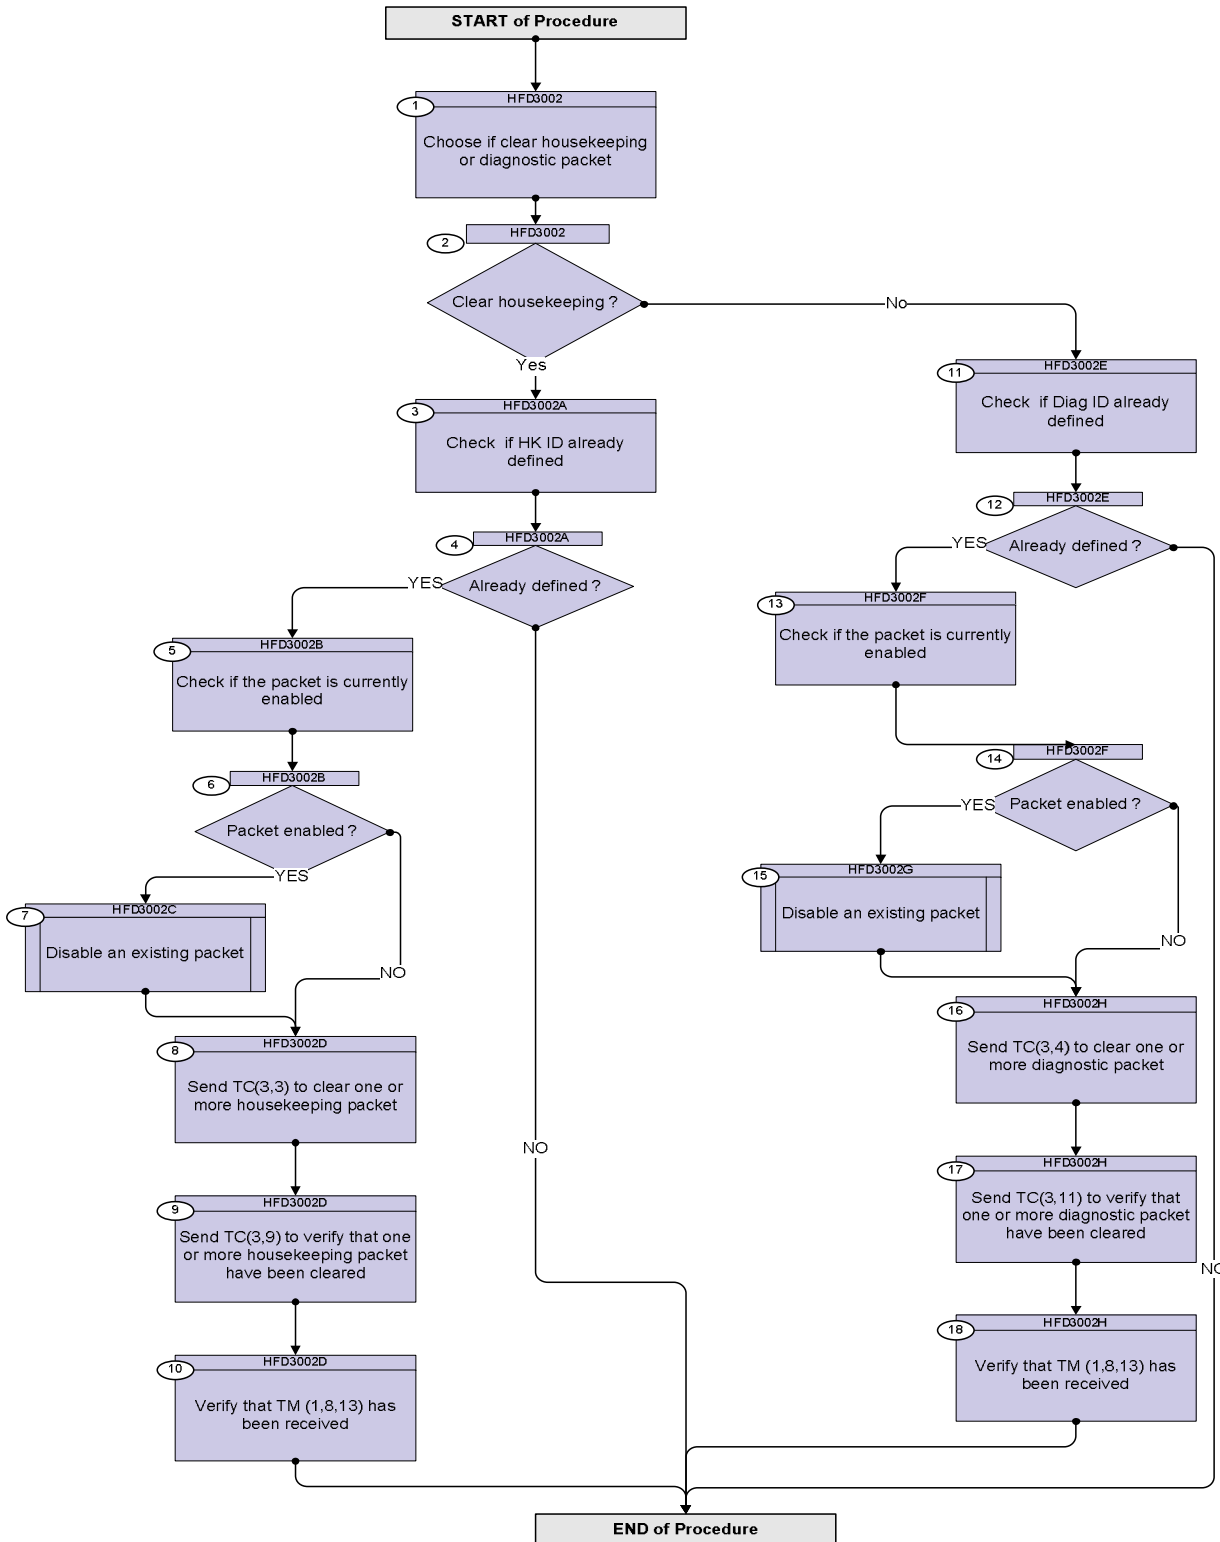 START of Procedure
HFD3002
1
Choose if clear housekeeping
or diagnostic packet
HFD3002
2
Clear housekeeping ?
No
Yes
HFD3002A
3
Check if HK ID already
defined
HFD3002A
4
Already defined ?
YES
NO
HFD3002B
5
Check if the packet is currently
enabled
HFD3002B
6
Packet enabled ?
YES
NO
HFD3002C
7
Disable an existing packet
HFD3002D
8
Send TC(3,3) to clear one or
more housekeeping packet
HFD3002D
9
Send TC(3,9) to verify that one
or more housekeeping packet
have been cleared
HFD3002D
10
Verify that TM (1,8,13) has
been received
HFD3002E
11
Check if Diag ID already
defined
HFD3002E
12
Already defined ?
YES
NO
HFD3002F
13
Check if the packet is currently
enabled
HFD3002F
14
Packet enabled ?
YES
NO
HFD3002G
15
Disable an existing packet
HFD3002H
16
Send TC(3,4) to clear one or
more diagnostic packet
HFD3002H
17
Send TC(3,11) to verify that
one or more diagnostic packet
have been cleared
HFD3002H
18
Verify that TM (1,8,13) has
been received
END of Procedure